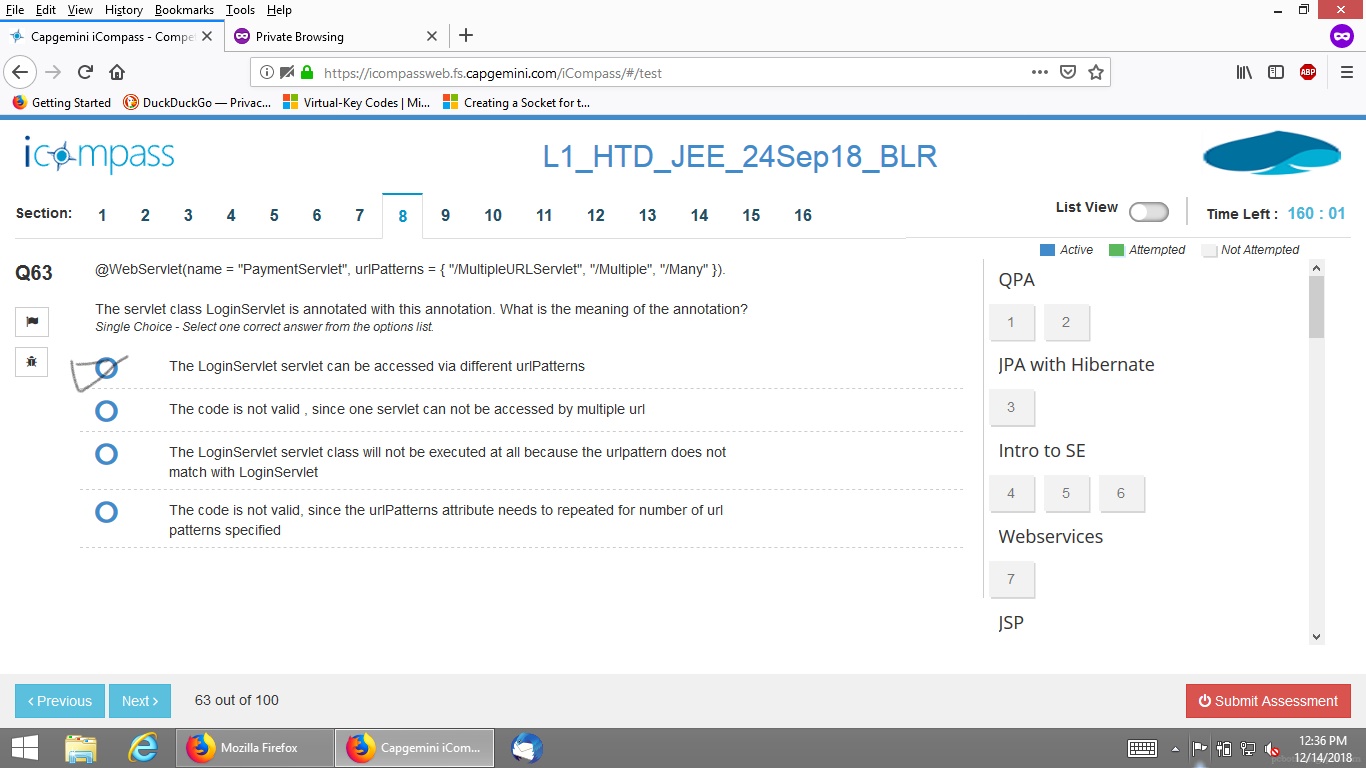 File Edit View History Bookmarks Tools Help
Capgemini iCompass - Compe
Private Browsing
https://icompassweb.fs.capgemini.com/iCompass/#/test
ABP
Getting Started
DuckDuckGo — Privac...
Virtual-Key Codes | Mi...
Creating a Socket for t...
icompass
L1_HTD_JEE_24Sep18_BLR
Section: 1 2 3 4 5 6 7 8 9 10 11 12 13 14 15 16
List View
Time Left : 160 : 01
Active Attempted Not Attempted
Q63
@WebServlet(name = "PaymentServlet", urlPatterns = { "/MultipleURLServlet", "/Multiple", "/Many" }).
The servlet class LoginServlet is annotated with this annotation. What is the meaning of the annotation?
Single Choice - Select one correct answer from the options list.
The LoginServlet servlet can be accessed via different urlPatterns
The code is not valid , since one servlet can not be accessed by multiple url
The LoginServlet servlet class will not be executed at all because the urlpattern does not
match with LoginServlet
The code is not valid, since the urlPatterns attribute needs to repeated for number of url
patterns specified
QPA
1 2
JPA with Hibernate
3
Intro to SE
4 5 6
Webservices
7
JSP
Previous
Next
63 out of 100
Submit Assessment
Mozilla Firefox
Capgemini iCom...
12:36 PM
12/14/2018